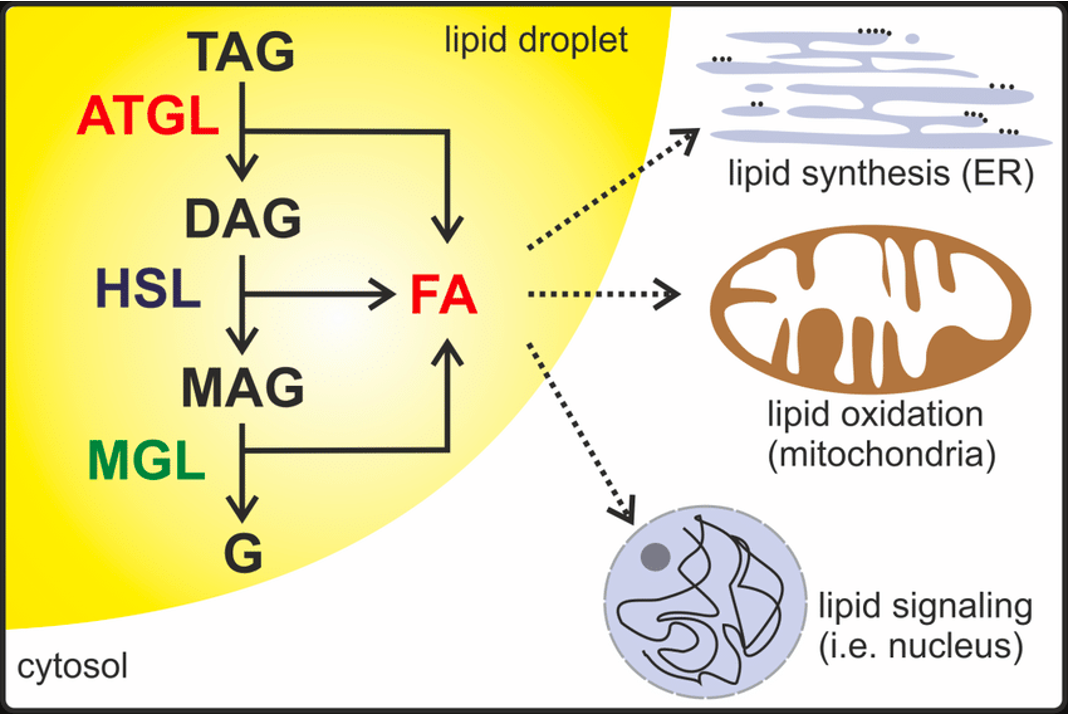 TAG
lipid droplet
ATGL
DAG
HSL
FA
MAG
MGL
G
lipid synthesis (ER)
lipid oxidation
(mitochondria)
lipid signaling
(i.e. nucleus)
cytosol